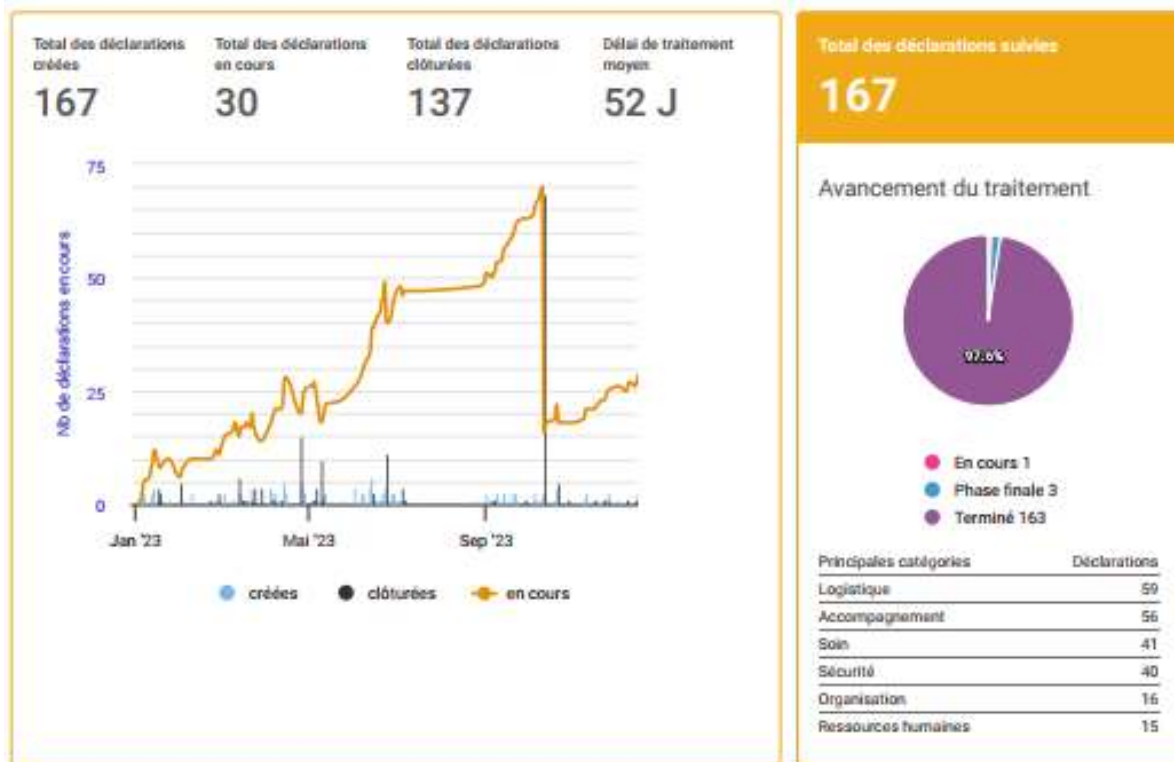 Total des déclarations
créées
167
Total des déclarations
en cours
30
Total des déclarations
clôturées
137
Délai de traitement
moyen
52 J
75
50
25
0
Nb de déclarations en cours
Jan '23
Mai '23
Sep '23
créées
clôturées
en cours
Total des déclarations suivies
167
Avancement du traitement
97.6%
En cours 1
Phase finale 3
Terminé 163
Principales catégories Déclarations
Logistique 59
Accompagnement 56
Soin 41
Sécurité 40
Organisation 16
Ressources humaines 15